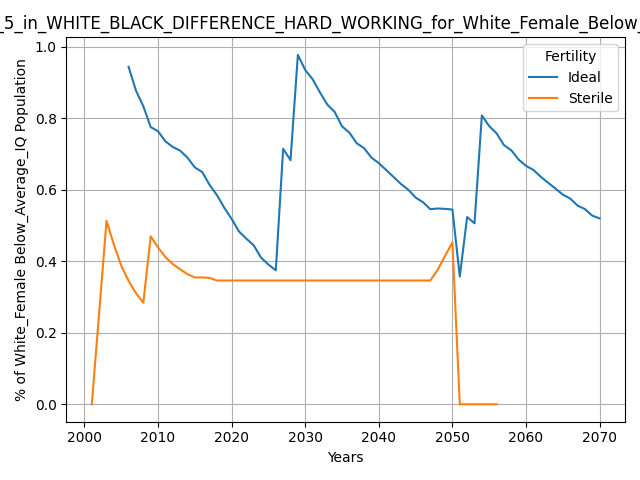 _5_in_WHITE_BLACK_DIFFERENCE_HARD_WORKING_for_White_Female_Below_
Fertility
Ideal
Sterile
% of White_Female Below_Average_IQ Population
1.0
0.8
0.6
0.4
0.2
0.0
2000 2010 2020 2030 2040 2050 2060 2070
Years